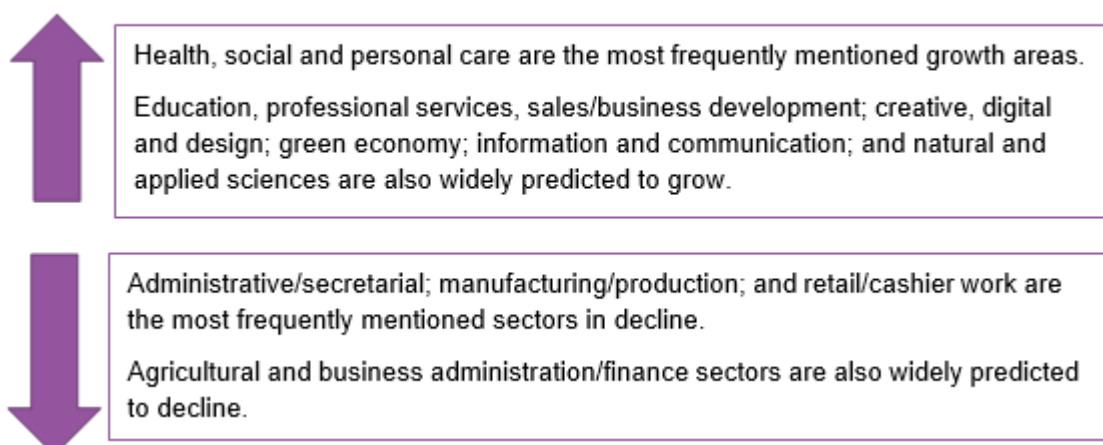 Health, social and personal care are the most frequently mentioned growth areas.
Education, professional services, sales/business development; creative, digital
and design; green economy; information and communication; and natural and
applied sciences are also widely predicted to grow.
Administrative/secretarial; manufacturing/production; and retail/cashier work are
the most frequently mentioned sectors in decline.
Agricultural and business administration/finance sectors are also widely predicted
to decline.